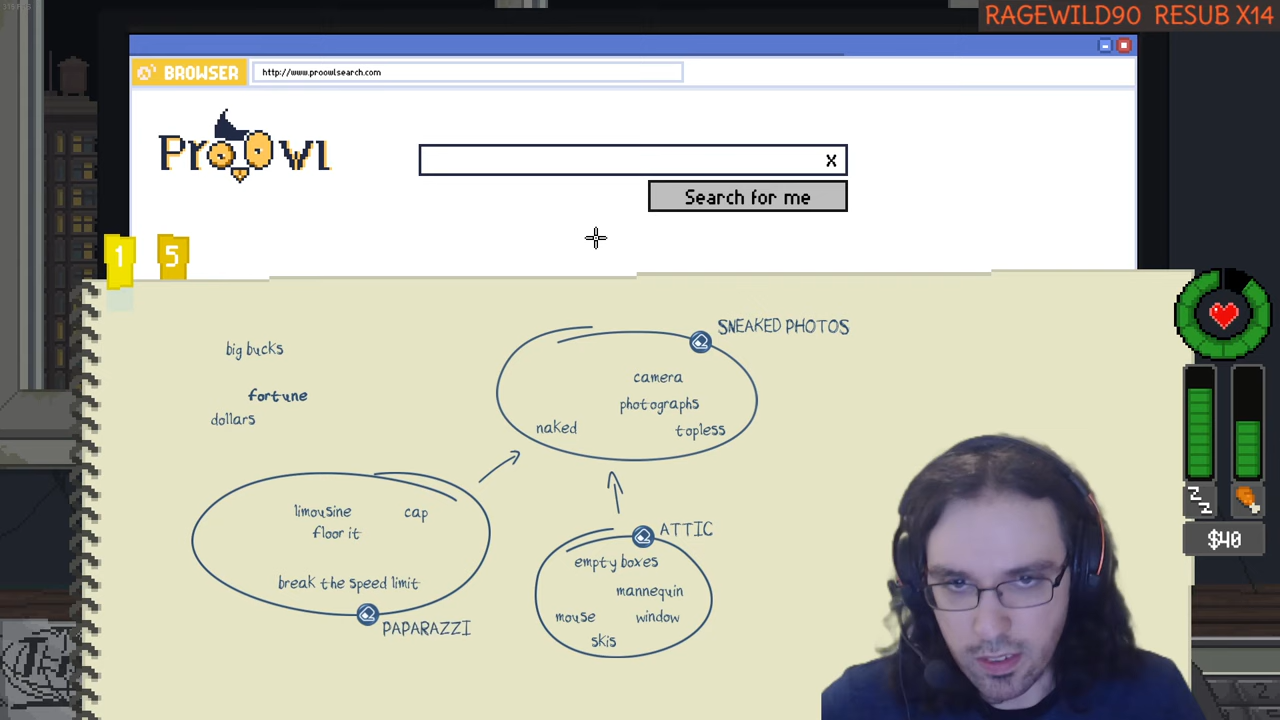 RAGEWILD90 RESUB X14
BROWSER
http://www.proowlsearch.com
PrOOwl
X
Search for me
1 5
SNEAKED PHOTOS
big bucks
camera
fortune
photographs
dollars
naked
topless
limousine
cap
floor it
ATTIC
empty boxes
break the speed limit
mannequin
mouse
window
PAPARAZZI
skis
$40